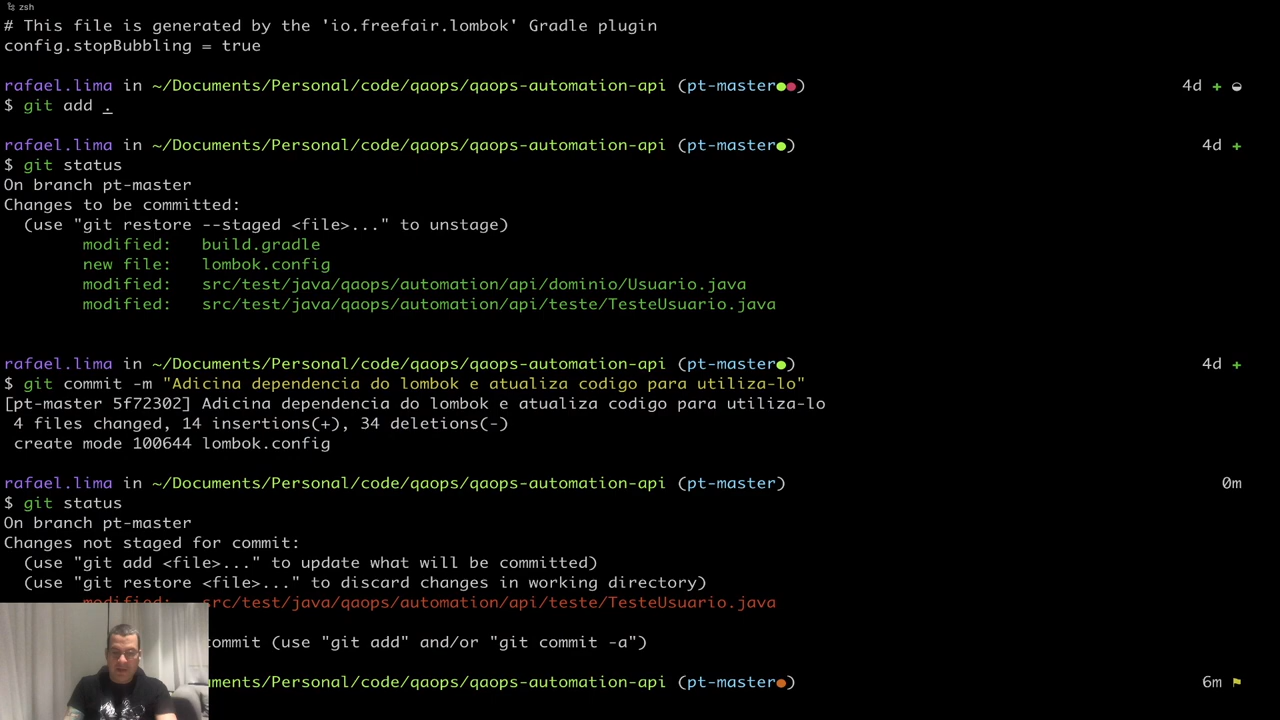 zsh
# This file is generated by the 'io.freefair.lombok' Gradle plugin
config.stopBubbling = true
rafael.lima in ~/Documents/Personal/code/qaops/qaops-automation-api (pt-master●●) 4d +
$ git add .
rafael.lima in ~/Documents/Personal/code/qaops/qaops-automation-api (pt-master●) 4d +
$ git status
On branch pt-master
Changes to be committed:
(use "git restore --staged <file>..." to unstage)
modified: build.gradle
new file: lombok.config
modified: src/test/java/qaops/automation/api/dominio/Usuario.java
modified: src/test/java/qaops/automation/api/teste/TesteUsuario.java
rafael.lima in ~/Documents/Personal/code/qaops/qaops-automation-api (pt-master●) 4d +
$ git commit -m "Adicina dependencia do lombok e atualiza codigo para utiliza-lo"
[pt-master 5f72302] Adicina dependencia do lombok e atualiza codigo para utiliza-lo
4 files changed, 14 insertions(+), 34 deletions(-)
create mode 100644 lombok.config
rafael.lima in ~/Documents/Personal/code/qaops/qaops-automation-api (pt-master) 0m
$ git status
On branch pt-master
Changes not staged for commit:
(use "git add <file>..." to update what will be committed)
(use "git restore <file>..." to discard changes in working directory)
modified: src/test/java/qaops/automation/api/teste/TesteUsuario.java
commit (use "git add" and/or "git commit -a")
uments/Personal/code/qaops/qaops-automation-api (pt-master●) 6m